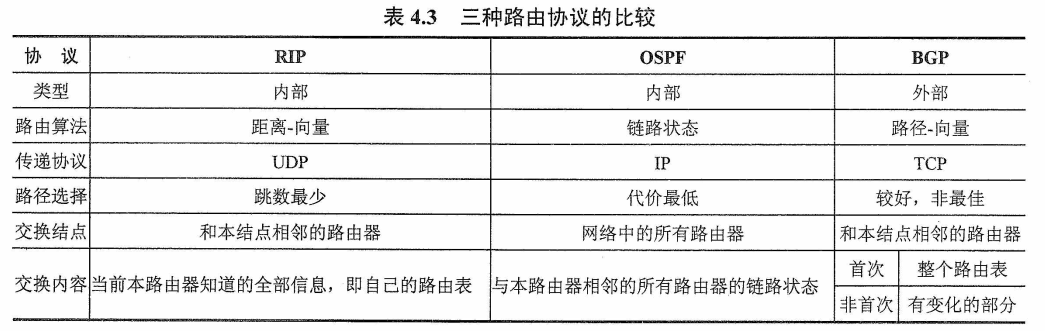 表 4.3 三种路由协议的比较
协 议 RIP OSPF BGP
类型 内部 内部 外部
路由算法 距离-向量 链路状态 路径-向量
传递协议 UDP IP TCP
路径选择 跳数最少 代价最低 较好，非最佳
交换结点 和本结点相邻的路由器 网络中的所有路由器 和本结点相邻的路由器
交换内容 当前本路由器知道的全部信息，即自己的路由表 与本路由器相邻的所有路由器的链路状态 首次 整个路由表
非首次 有变化的部分